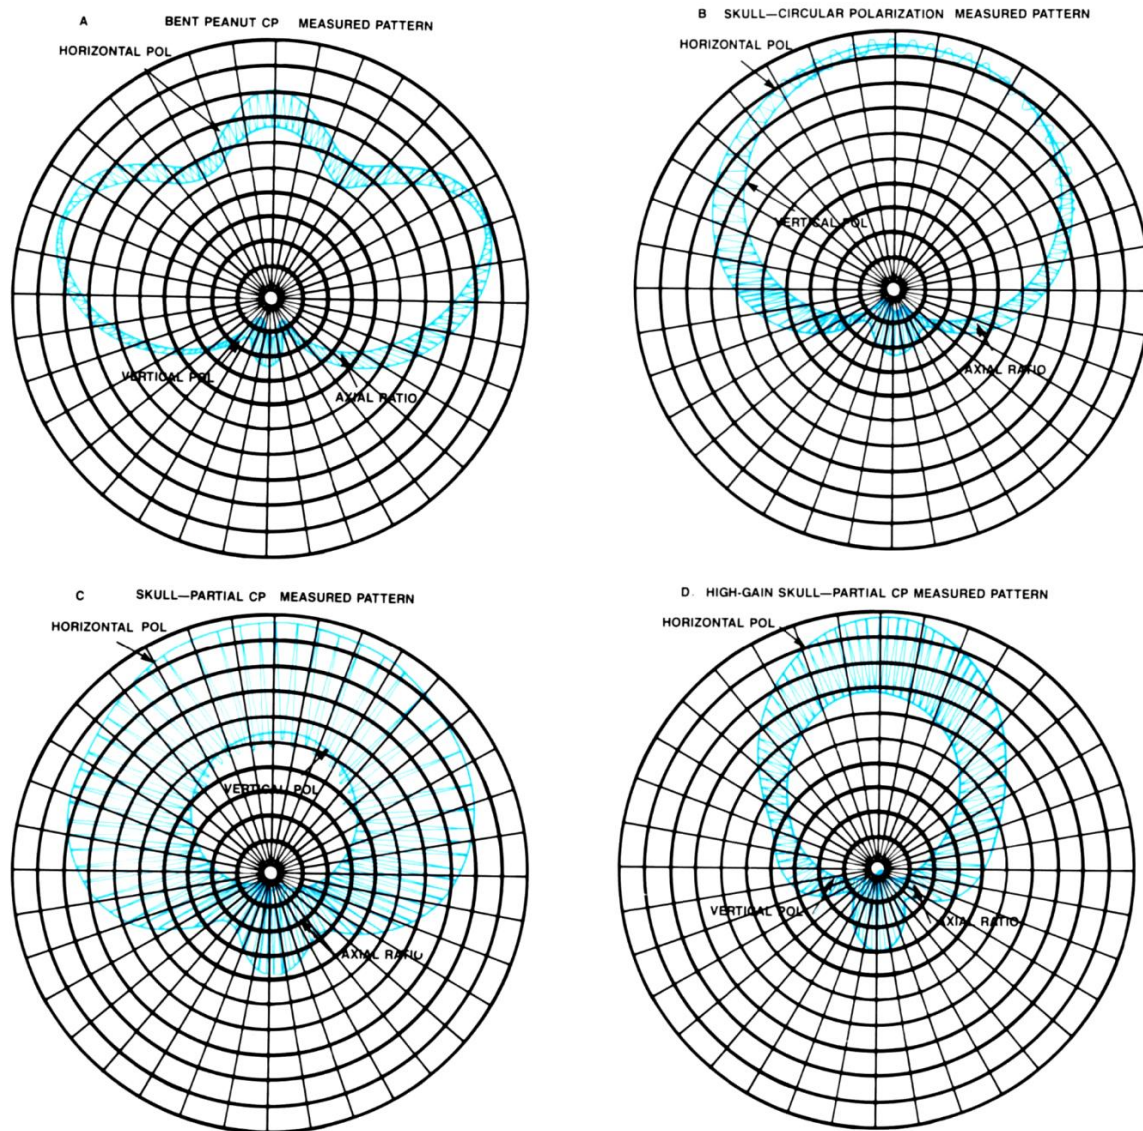 A BENT PEANUT CP MEASURED PATTERN
HORIZONTAL POL
VERTICAL POL
AXIAL RATIO
B SKULL—CIRCULAR POLARIZATION MEASURED PATTERN
HORIZONTAL POL
VERTICAL POL
AXIAL RATIO
C SKULL—PARTIAL CP MEASURED PATTERN
HORIZONTAL POL
VERTICAL POL
AXIAL RATIO
D. HIGH-GAIN SKULL—PARTIAL CP MEASURED PATTERN
HORIZONTAL POL
VERTICAL POL
AXIAL RATIO